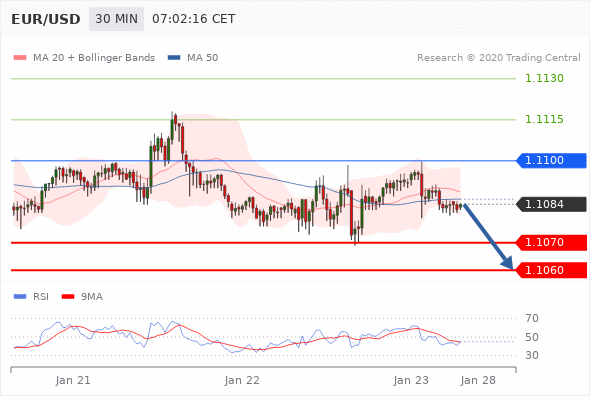 EUR/USD 30 MIN 07:02:16 CET
MA 20 + Bollinger Bands MA 50 Research © 2020 Trading Central
1.1130
1.1115
1.1100
1.1084
1.1070
1.1060
RSI 9MA
70
50
30
Jan 21 Jan 22 Jan 23 Jan 28